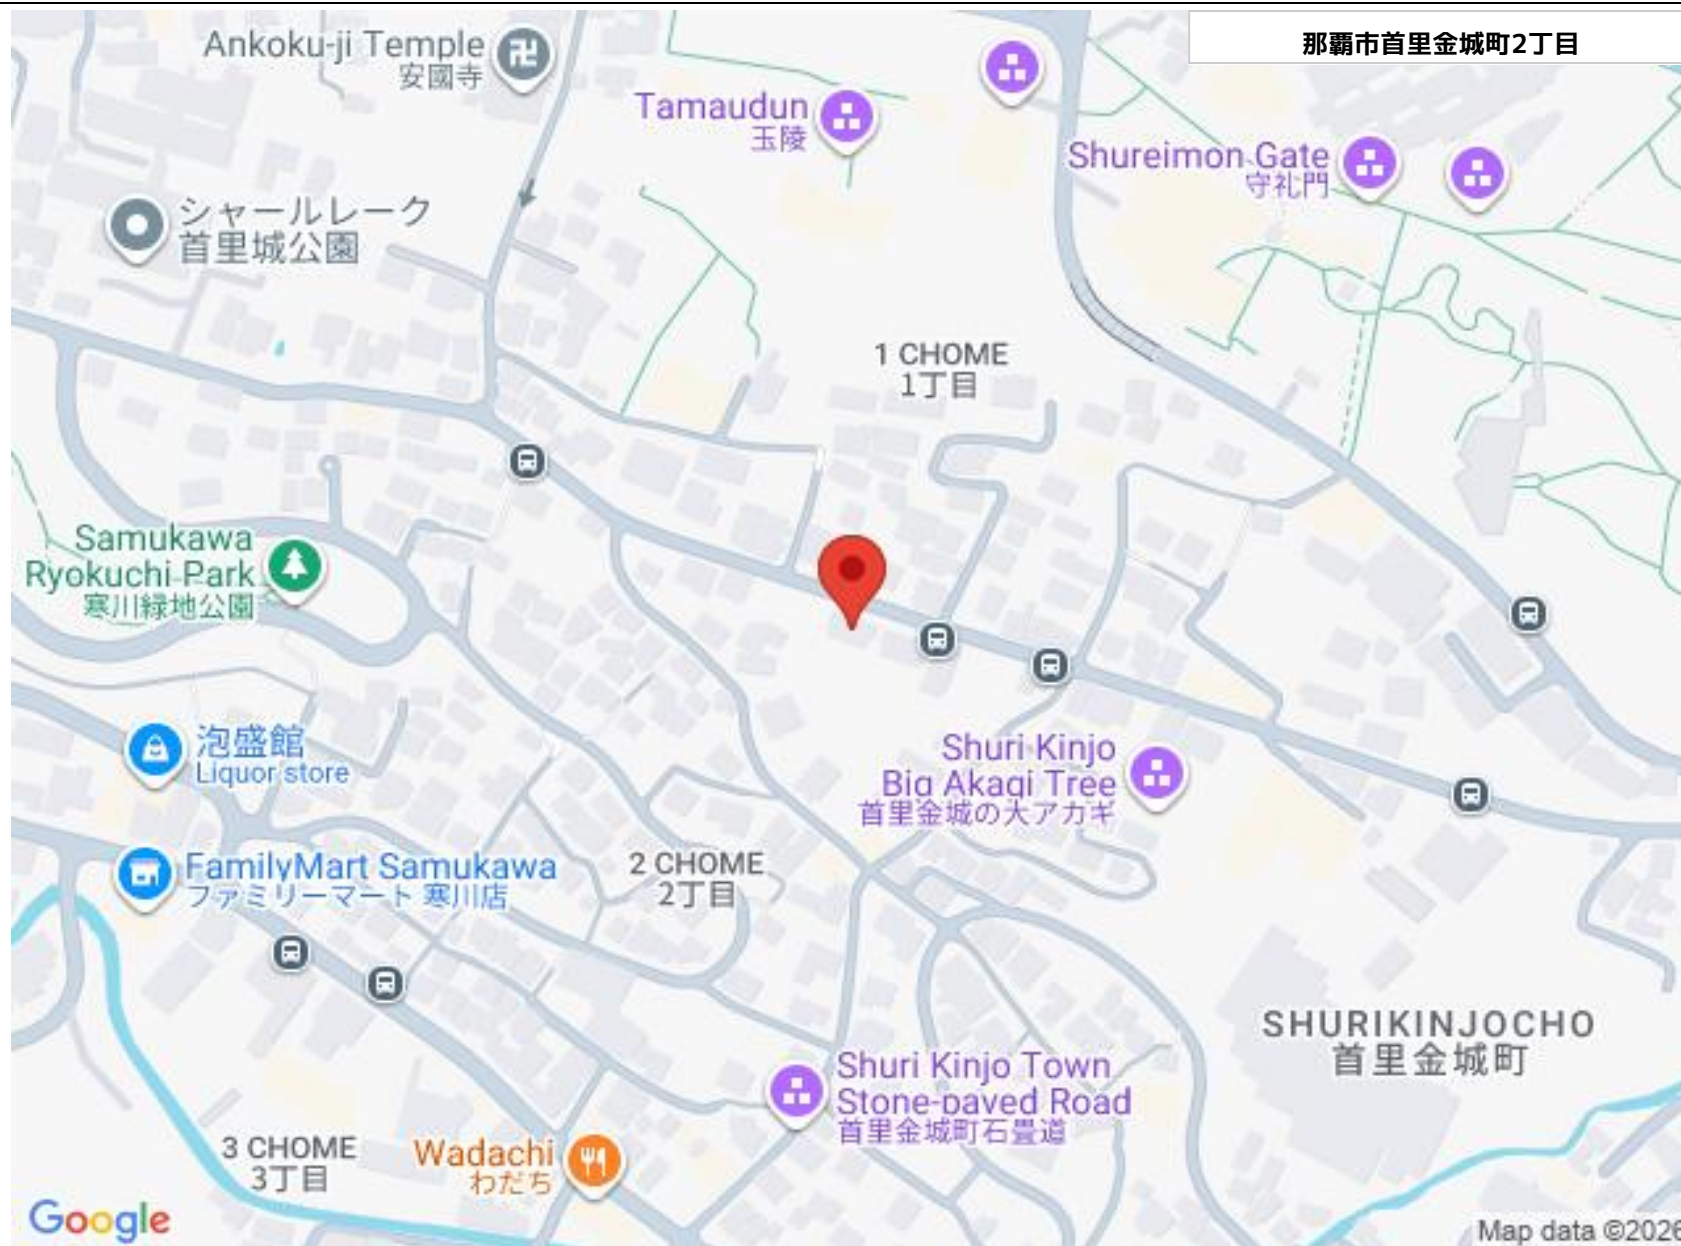 那覇市首里金城町2丁目
Ankoku-ji Temple
安國寺
Tamaudun
玉陵
Shureimon Gate
守礼門
シャールレーク
首里城公園
1 CHOME
1丁目
Samukawa
Ryokuchi Park
寒川緑地公園
泡盛館
Liquor store
Shuri Kinjo
Big Akagi Tree
首里金城の大アカギ
FamilyMart Samukawa
ファミリーマート 寒川店
2 CHOME
2丁目
SHURIKINJOCHO
首里金城町
Shuri Kinjo Town
Stone-paved Road
首里金城町石畳道
3 CHOME
3丁目
Wadachi
わだち
Google
Map data ©2026